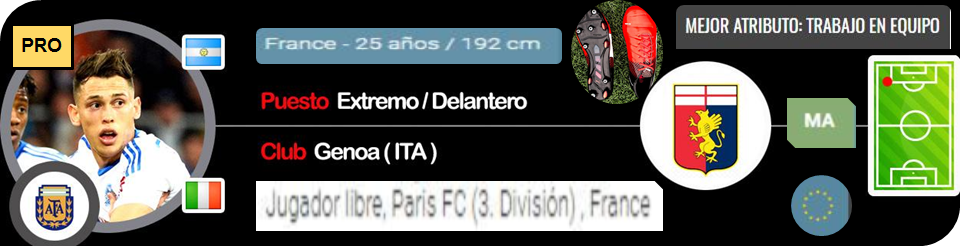 PRO
France - 25 años / 192 cm
MEJOR ATRIBUTO: TRABAJO EN EQUIPO
Puesto Extremo / Delantero
MA
Club Genoa ( ITA )
AFA
Jugador libre, Paris FC (3. División) , France